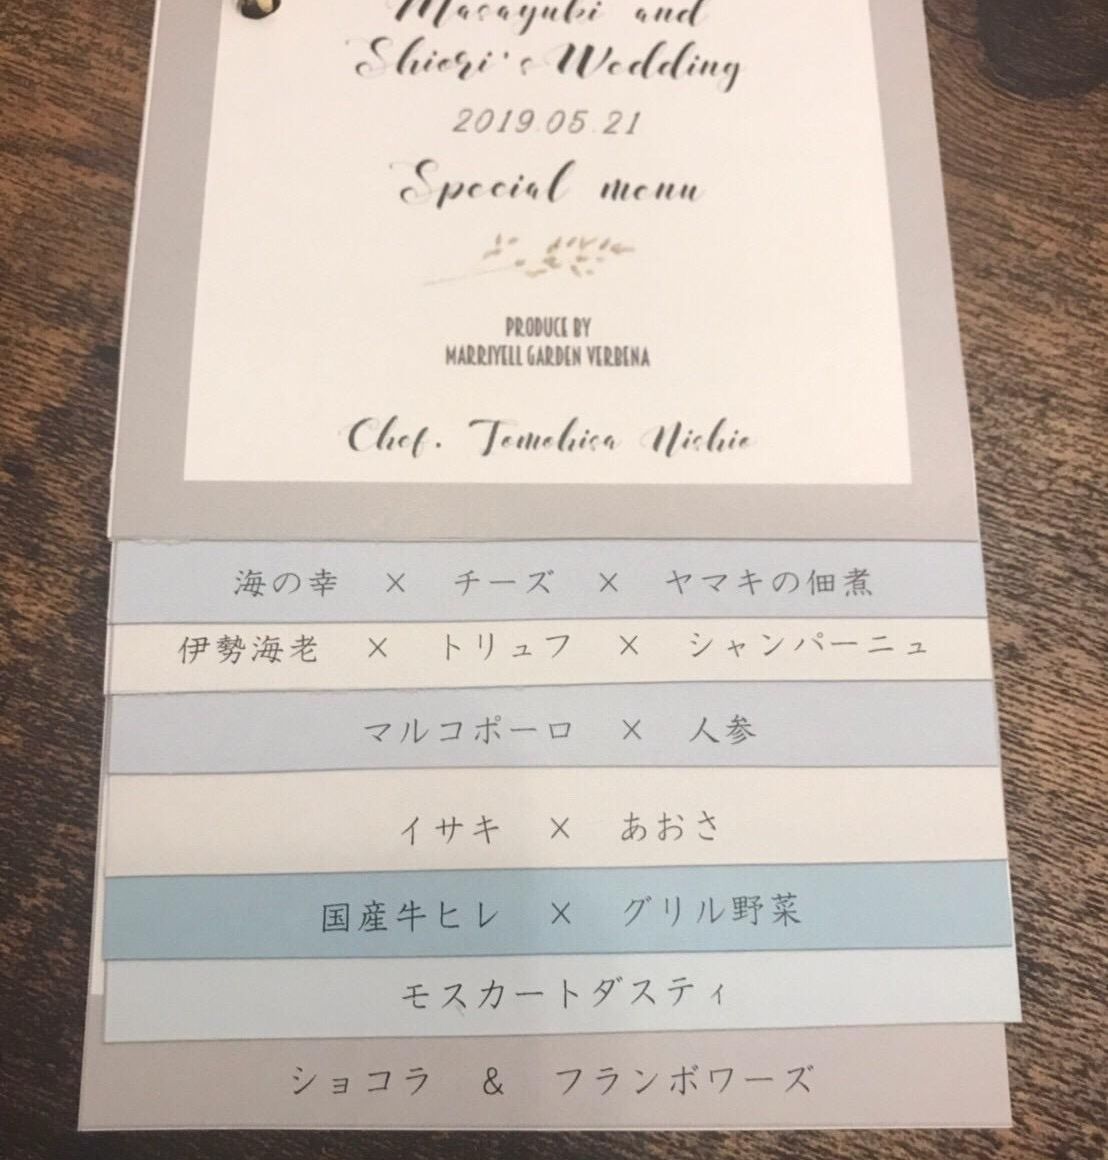 Masayuki and
Shiori's Wedding
2019.05.21
Special menu
PRODUCE BY
MARRIYELL GARDEN VERBENA
Chef. Tomohisa Nishio
海の幸 × チーズ × ヤマキの佃煮
伊勢海老 × トリュフ × シャンパーニュ
マルコポーロ × 人参
イサキ × あおさ
国産牛ヒレ × グリル野菜
モスカートダスティ
ショコラ & フランボワーズ